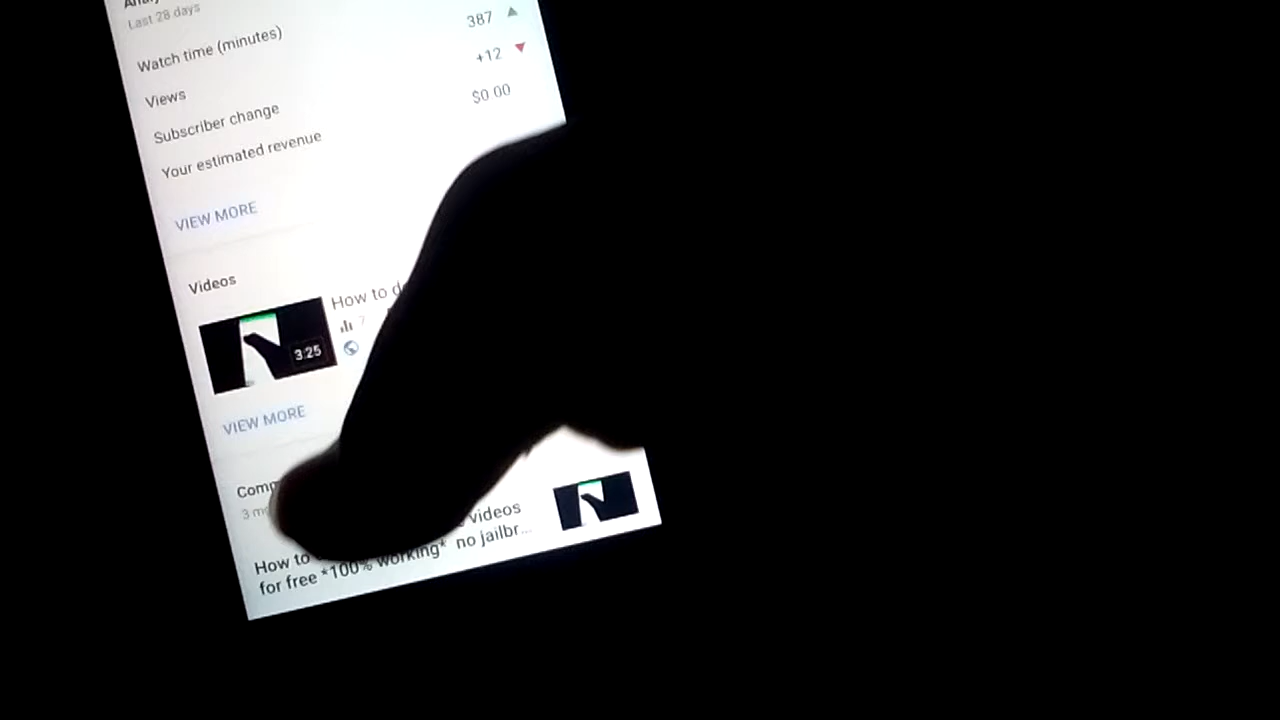 Last 28 days
Watch time (minutes)
Views 387
Subscriber change +12
Your estimated revenue $0.00
VIEW MORE
Videos
How to
3:25
VIEW MORE
3
How to videos
for free *100% working* no jailbr...